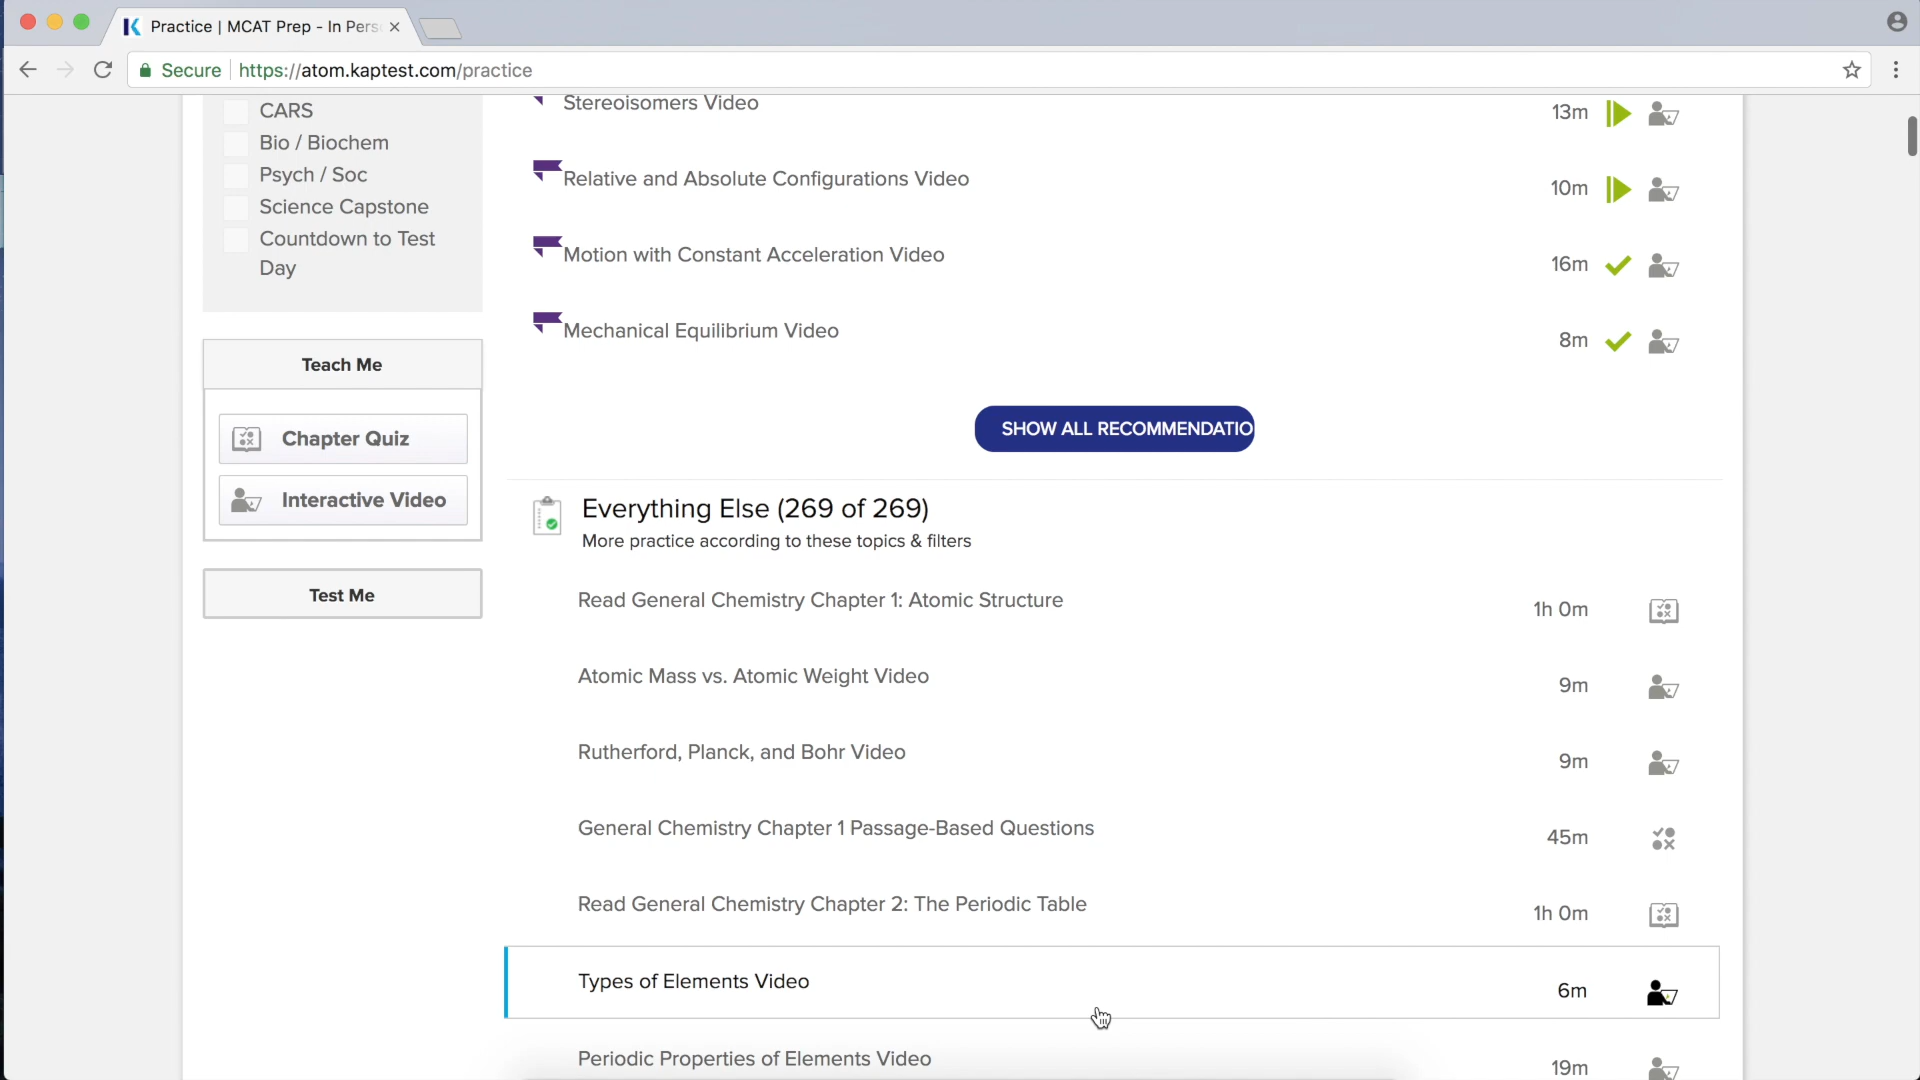 Practice | MCAT Prep - In Pers
Secure
https://atom.kaptest.com/practice
CARS
Bio / Biochem
Psych / Soc
Science Capstone
Countdown to Test
Day
Teach Me
Chapter Quiz
Interactive Video
Test Me
Stereoisomers Video
13m
Relative and Absolute Configurations Video
10m
Motion with Constant Acceleration Video
16m
Mechanical Equilibrium Video
8m
SHOW ALL RECOMMENDATIO
Everything Else (269 of 269)
More practice according to these topics & filters
Read General Chemistry Chapter 1: Atomic Structure
1h 0m
Atomic Mass vs. Atomic Weight Video
9m
Rutherford, Planck, and Bohr Video
9m
General Chemistry Chapter 1 Passage-Based Questions
45m
Read General Chemistry Chapter 2: The Periodic Table
1h 0m
Types of Elements Video
6m
Periodic Properties of Elements Video
19m